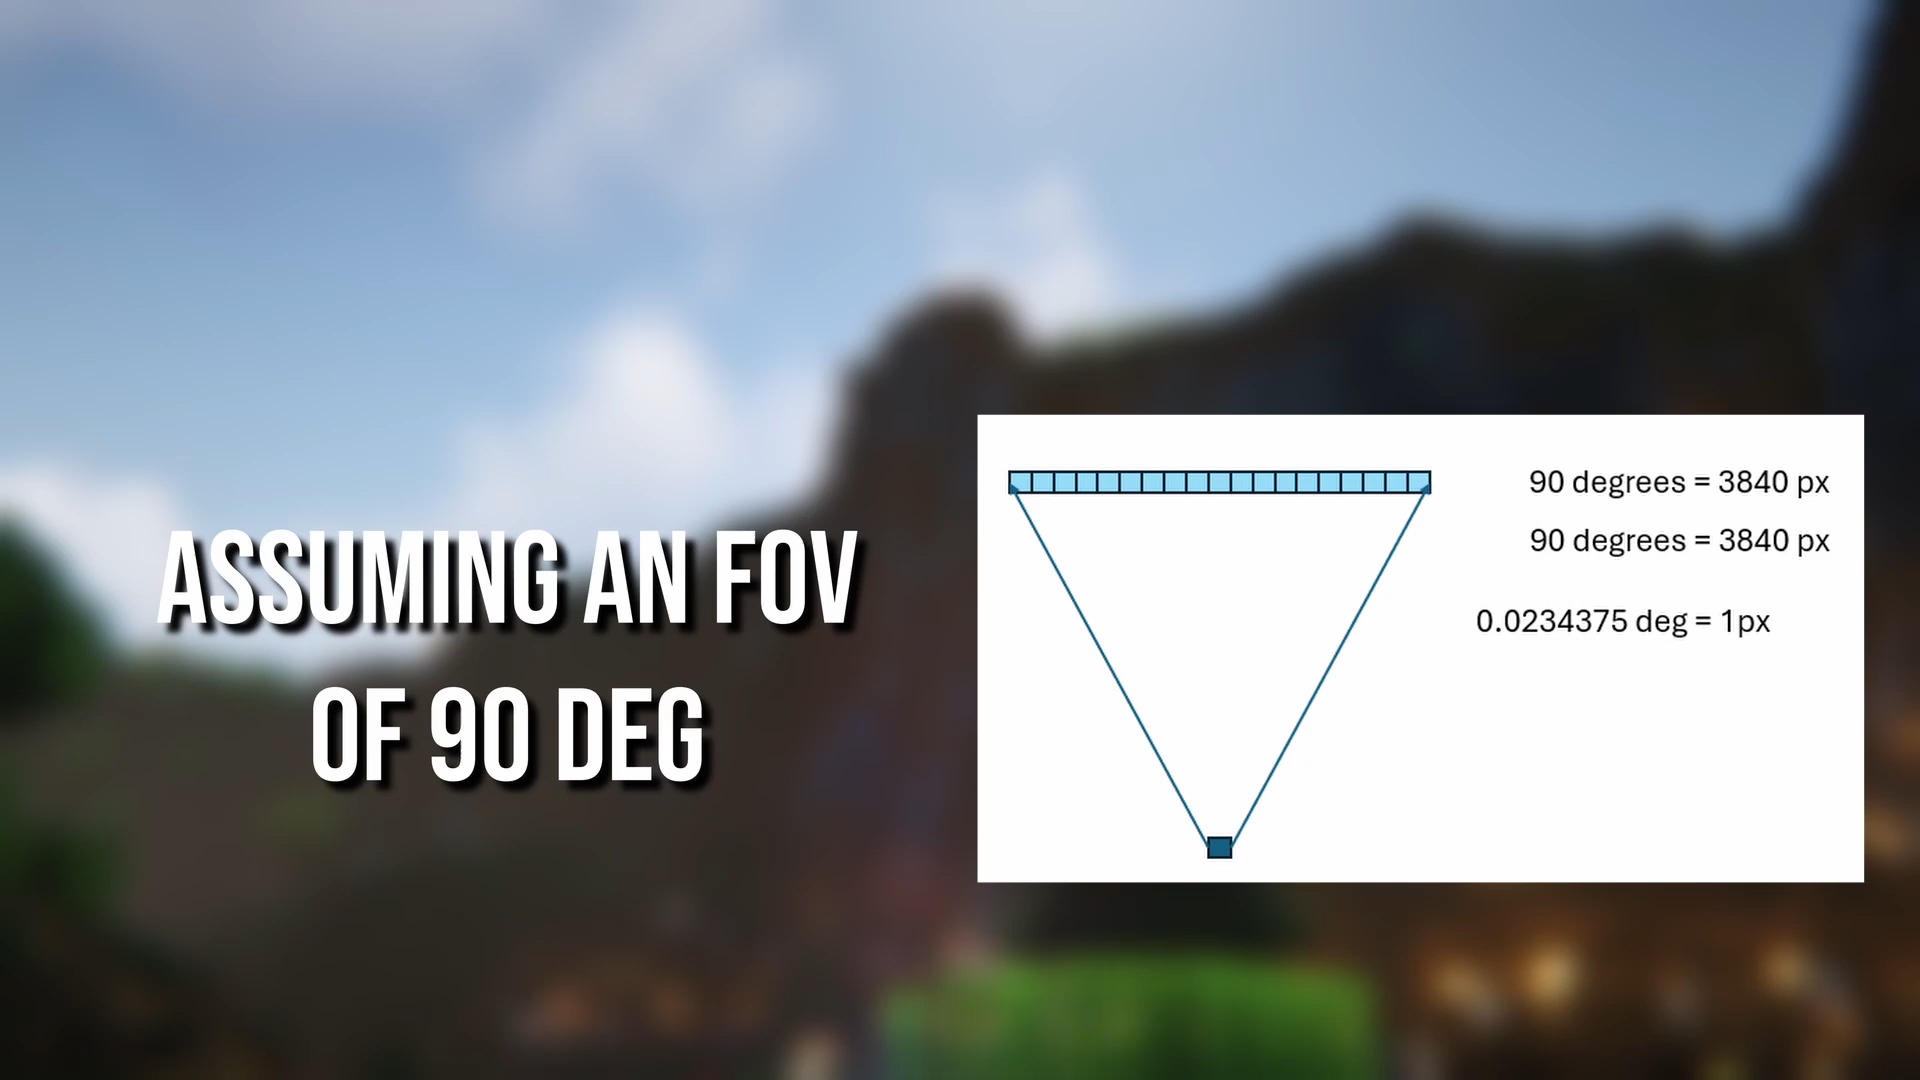 ASSUMING AN FOV
OF 90 DEG
90 degrees = 3840 px
90 degrees = 3840 px
0.0234375 deg = 1px